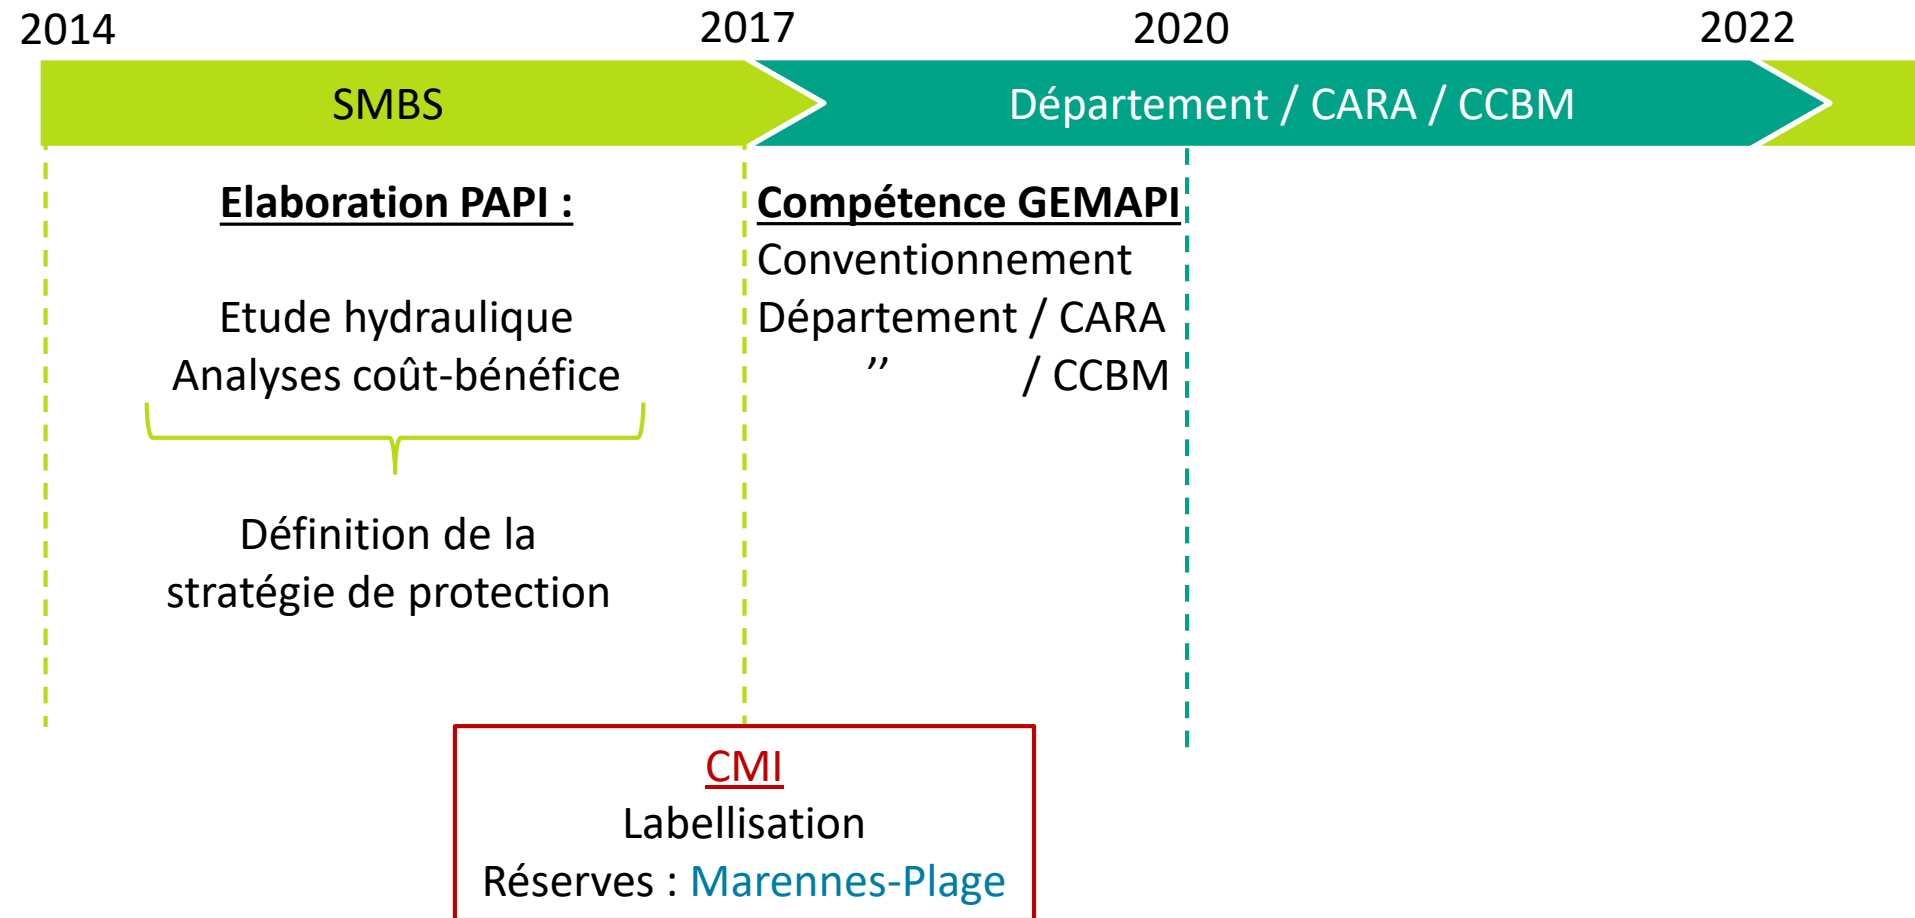 2014
2017
2020
2022
SMBS
Département / CARA / CCBM
Elaboration PAPI :
Etude hydraulique
Analyses coût-bénéfice
Définition de la
stratégie de protection
Compétence GEMAPI
Conventionnement
Département / CARA
’’ / CCBM
CMI
Labellisation
Réserves : Marennes-Plage